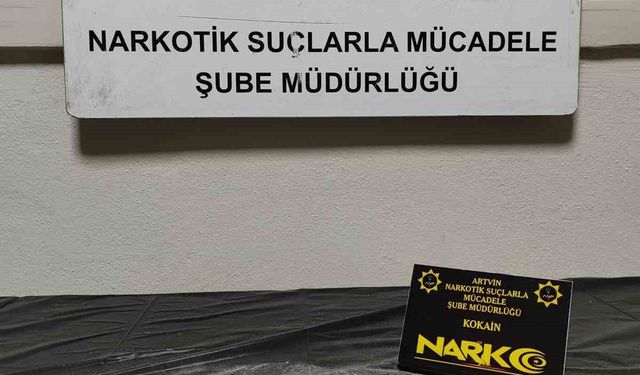 NARKOTİK SUÇLARLA MÜCADELE
ŞUBE MÜDÜRLÜĞÜ
ARTVİN
NARKOTİK SUÇLARLA
MÜCADELE
ŞUBE MÜDÜRLÜĞÜ
KOKAİN
NARKO